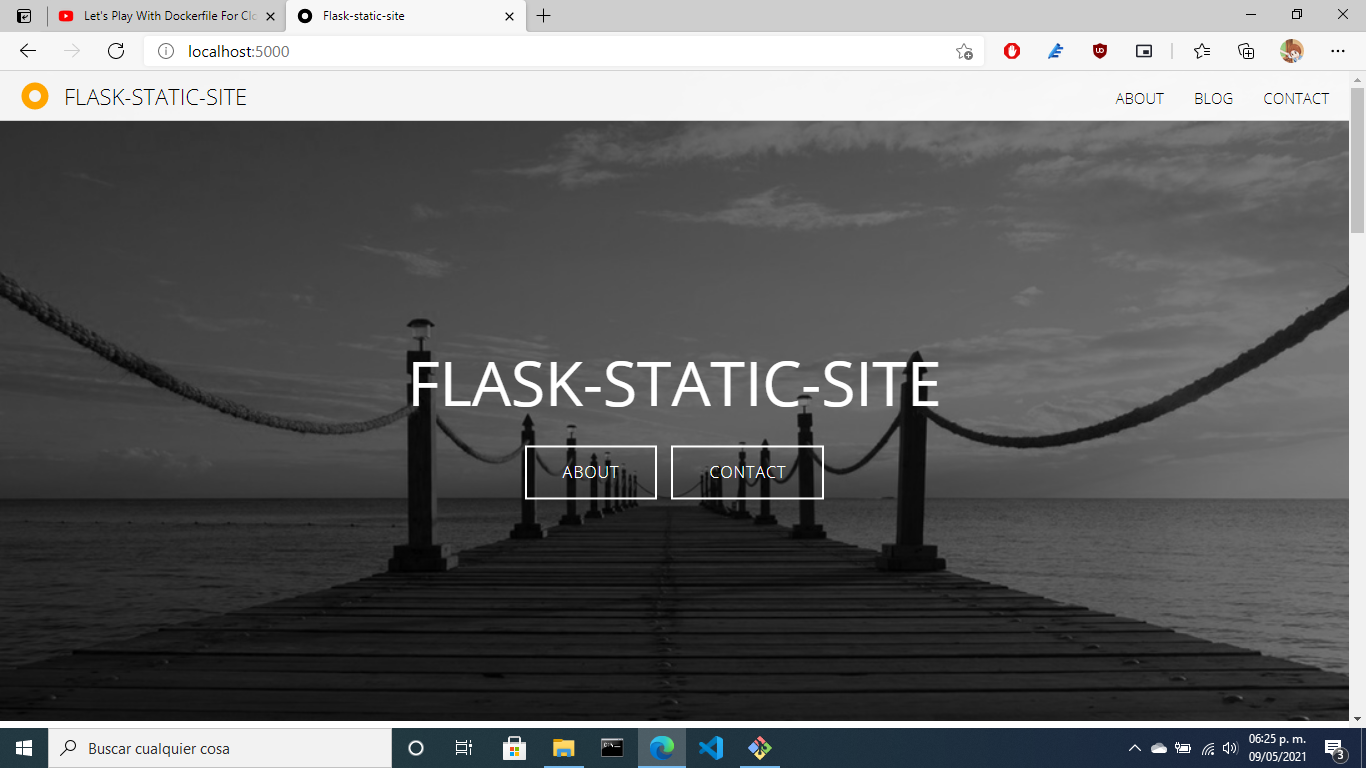 Let's Play With Dockerfile For Clo
Flask-static-site
localhost:5000
FLASK-STATIC-SITE
ABOUT BLOG CONTACT
FLASK-STATIC-SITE
ABOUT CONTACT
Buscar cualquier cosa
06:25 p. m.
09/05/2021
3